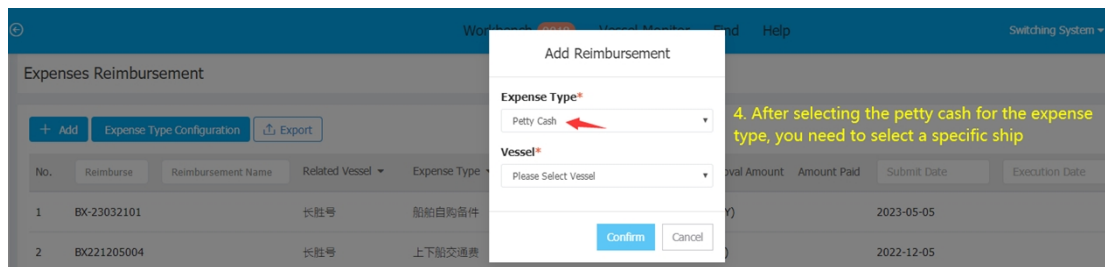 Workbench Vessel Monitor Find Help Switching System
Expenses Reimbursement
+ Add Expense Type Configuration Export
No. Reimburse Reimbursement Name Related Vessel Expense Type oval Amount Amount Paid Submit Date Execution Date
1 BX-23032101 长胜号 船舶自购备件 Y) 2023-05-05
2 BX221205004 长胜号 上下船交通费 ) 2022-12-05
Add Reimbursement
Expense Type*
Petty Cash
Vessel*
Please Select Vessel
Confirm Cancel
4. After selecting the petty cash for the expense
type, you need to select a specific ship